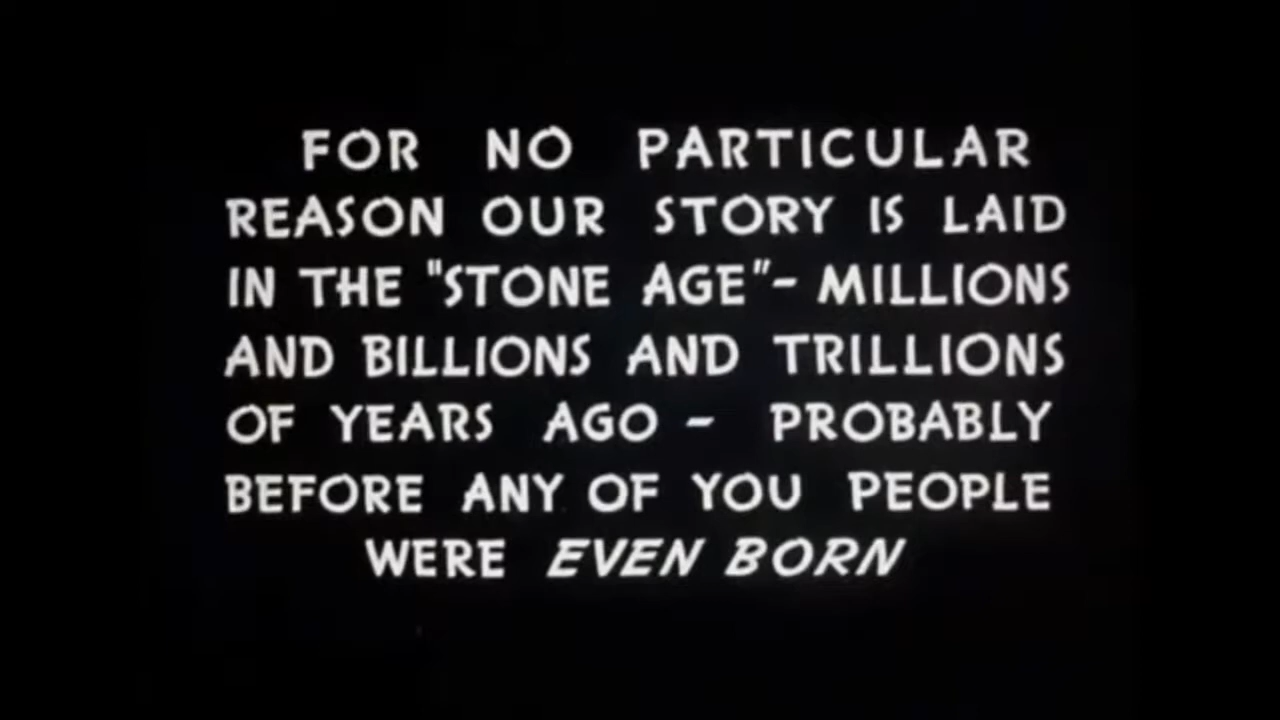 FOR NO PARTICULAR
REASON OUR STORY IS LAID
IN THE "STONE AGE"- MILLIONS
AND BILLIONS AND TRILLIONS
OF YEARS AGO - PROBABLY
BEFORE ANY OF YOU PEOPLE
WERE EVEN BORN